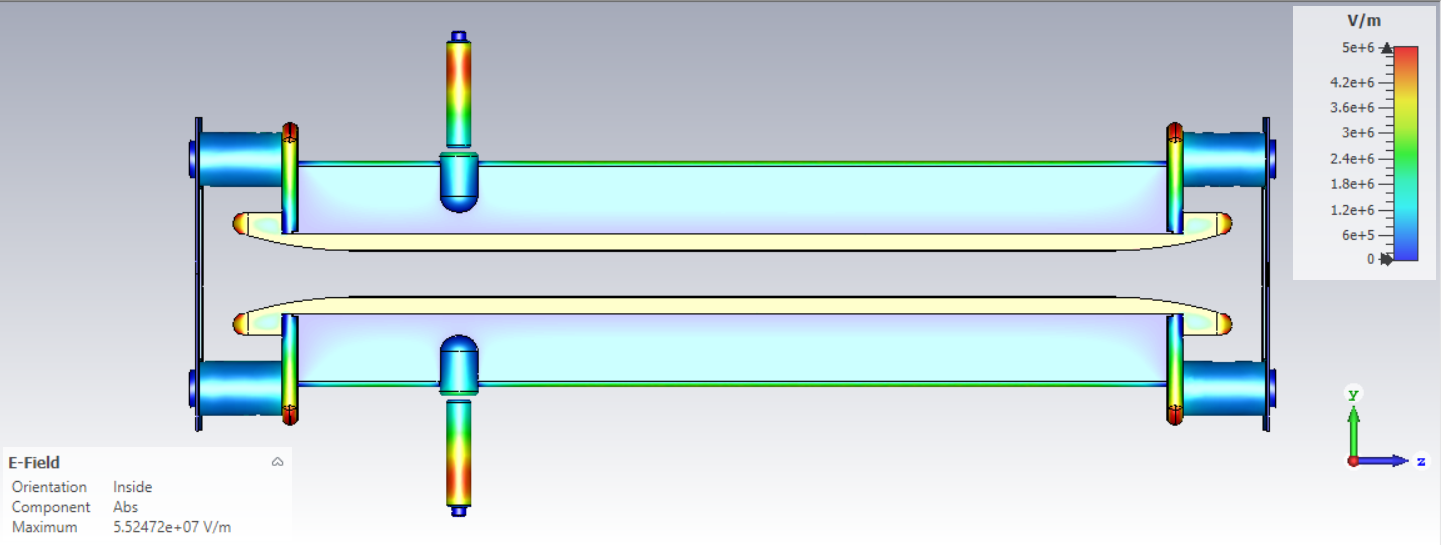 V/m
5e+6
4.2e+6
3.6e+6
3e+6
2.4e+6
1.8e+6
1.2e+6
6e+5
0
y
z
E-Field
Orientation Inside
Component Abs
Maximum 5.52472e+07 V/m